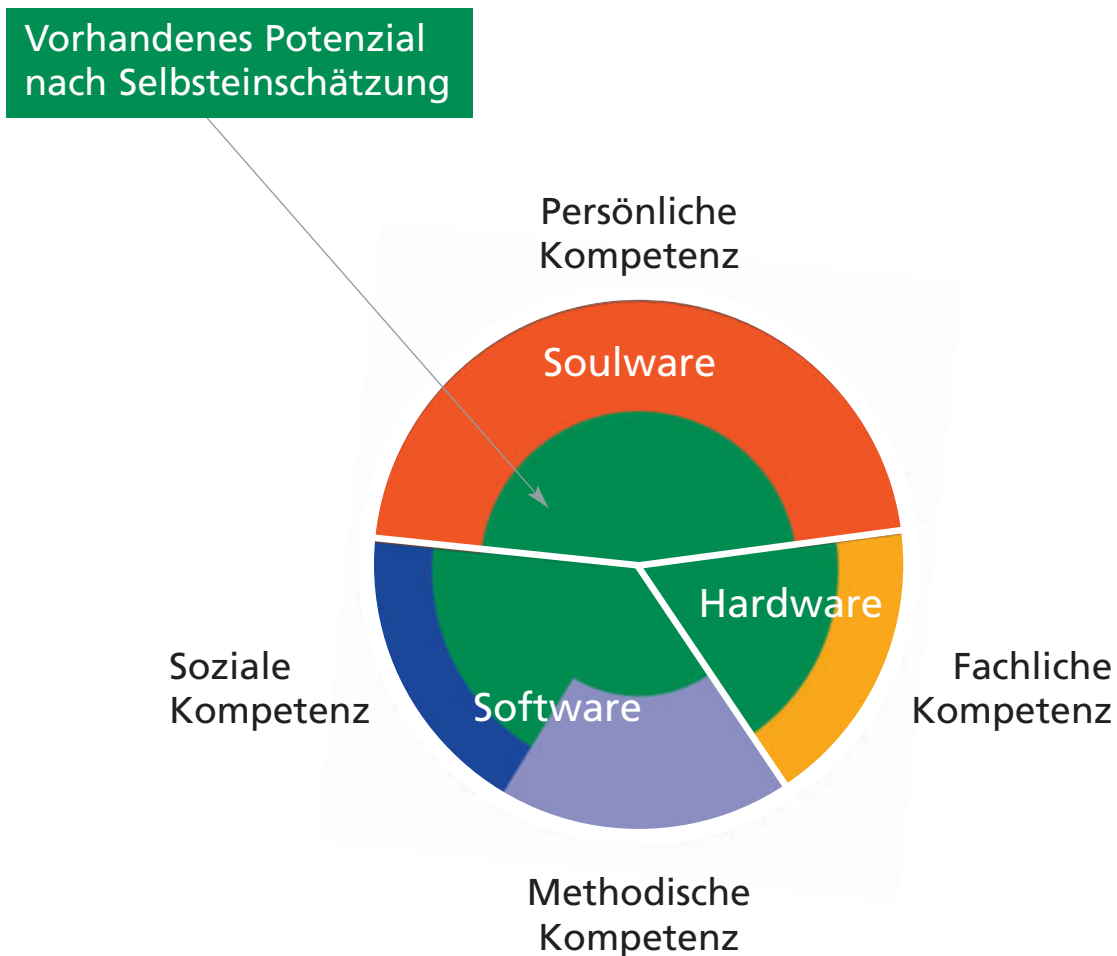 Vorhandenes Potenzial
nach Selbsteinschätzung
Persönliche
Kompetenz
Soulware
Hardware
Soziale
Kompetenz
Fachliche
Kompetenz
Software
Methodische
Kompetenz